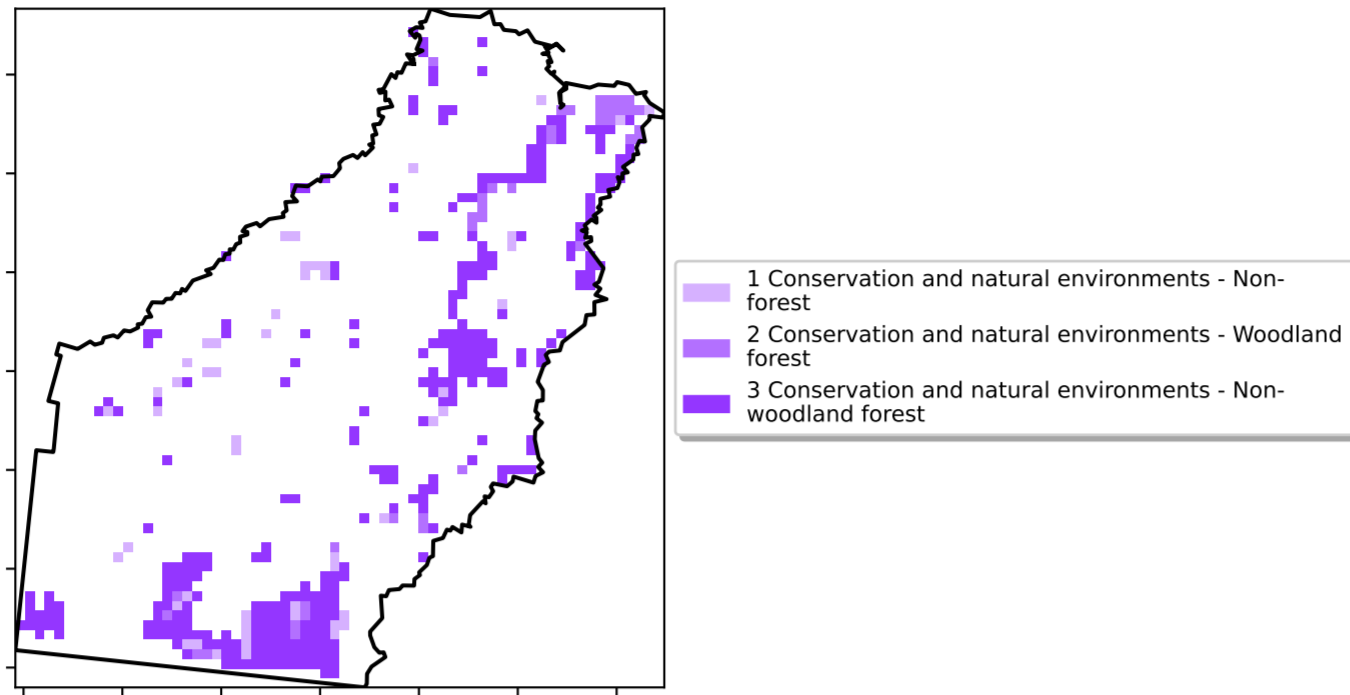 1 Conservation and natural environments - Non-
forest
2 Conservation and natural environments - Woodland
forest
3 Conservation and natural environments - Non-
woodland forest